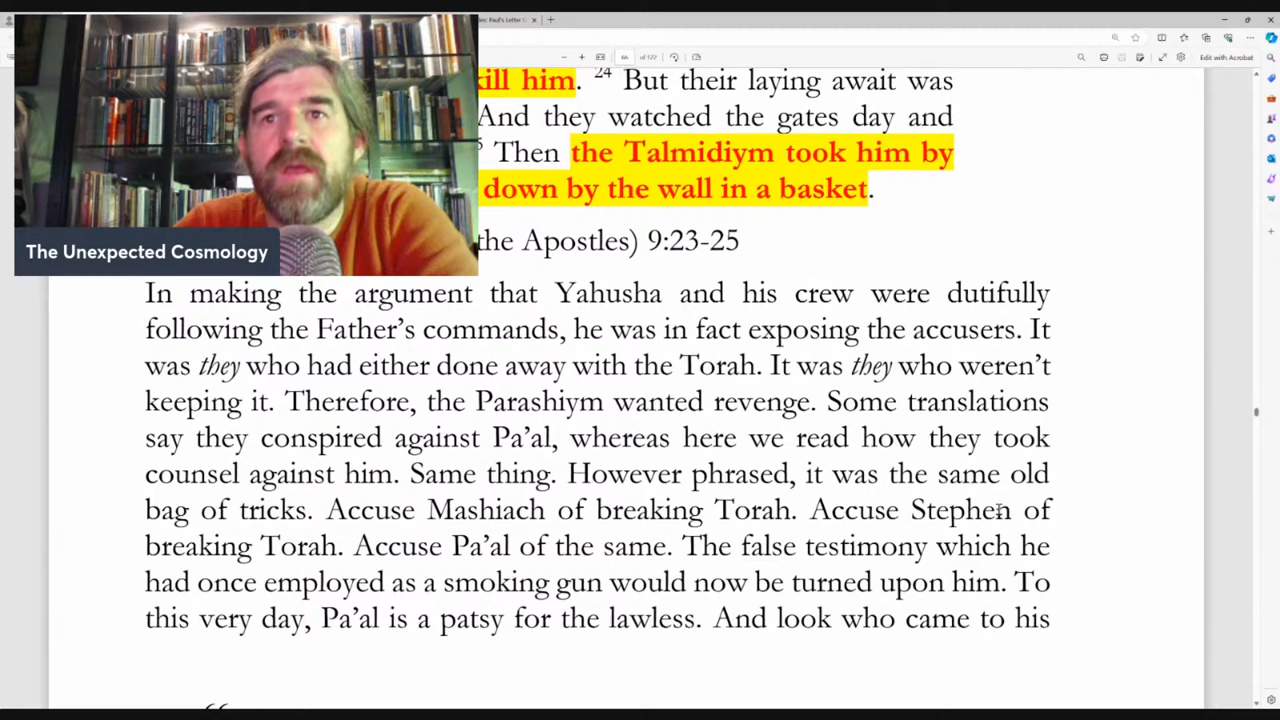 Paul's Letter t
66 of 122
Edit with Acrobat
kill him. 24 But their laying await was
And they watched the gates day and
Then the Talmidiym took him by
down by the wall in a basket.
The Unexpected Cosmology
the Apostles) 9:23-25
In making the argument that Yahusha and his crew were dutifully
following the Father's commands, he was in fact exposing the accusers. It
was they who had either done away with the Torah. It was they who weren't
keeping it. Therefore, the Parashiym wanted revenge. Some translations
say they conspired against Pa'al, whereas here we read how they took
counsel against him. Same thing. However phrased, it was the same old
bag of tricks. Accuse Mashiach of breaking Torah. Accuse Stephen of
breaking Torah. Accuse Pa'al of the same. The false testimony which he
had once employed as a smoking gun would now be turned upon him. To
this very day, Pa'al is a patsy for the lawless. And look who came to his